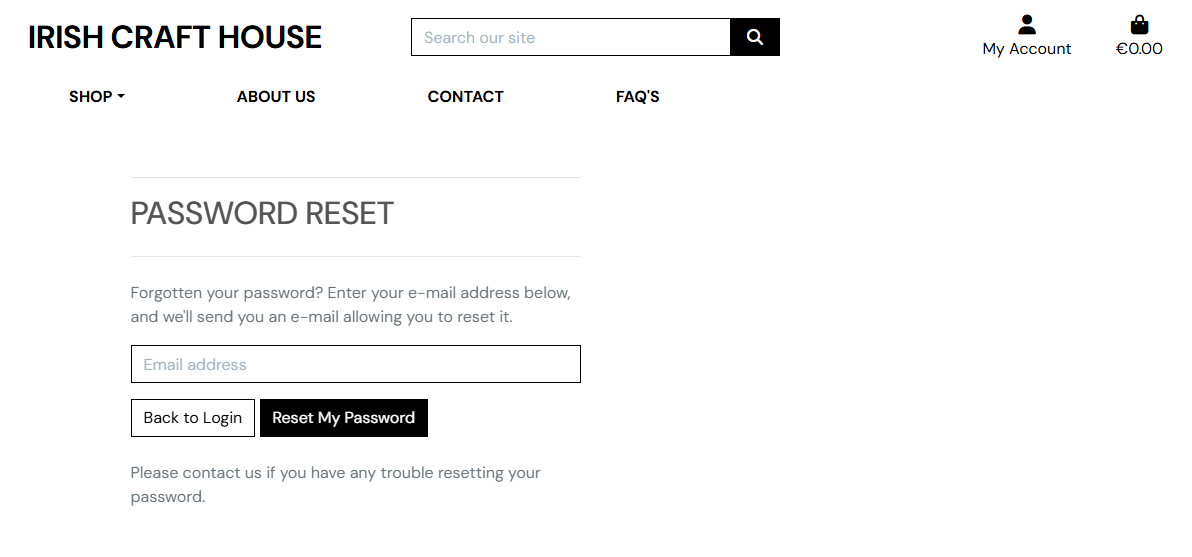 IRISH CRAFT HOUSE
Search our site
My Account
€0.00
SHOP
ABOUT US
CONTACT
FAQ'S
PASSWORD RESET
Forgotten your password? Enter your e-mail address below,
and we'll send you an e-mail allowing you to reset it.
Email address
Back to Login
Reset My Password
Please contact us if you have any trouble resetting your
password.